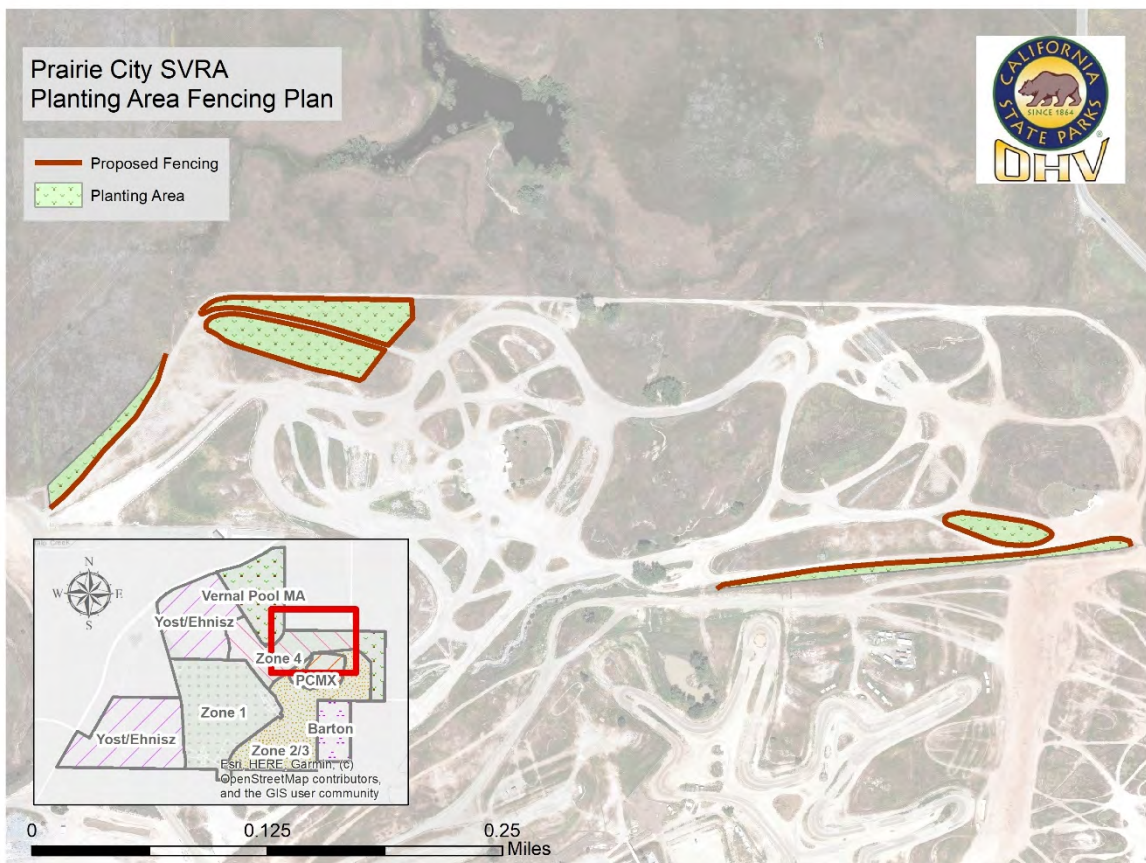 Prairie City SVRA
Planting Area Fencing Plan
Proposed Fencing
Planting Area
CALIFORNIA
STATE PARKS
SINCE 1864
OHV
®
N
W E
S
Vernal Pool MA
Yost/Ehnisz
Zone 4
PCMX
Zone 1
Barton
Yost/Ehnisz
Zone 2/3
Esri, HERE, Garmin, (c)
OpenStreetMap contributors,
and the GIS user community
0 0.125 0.25
Miles